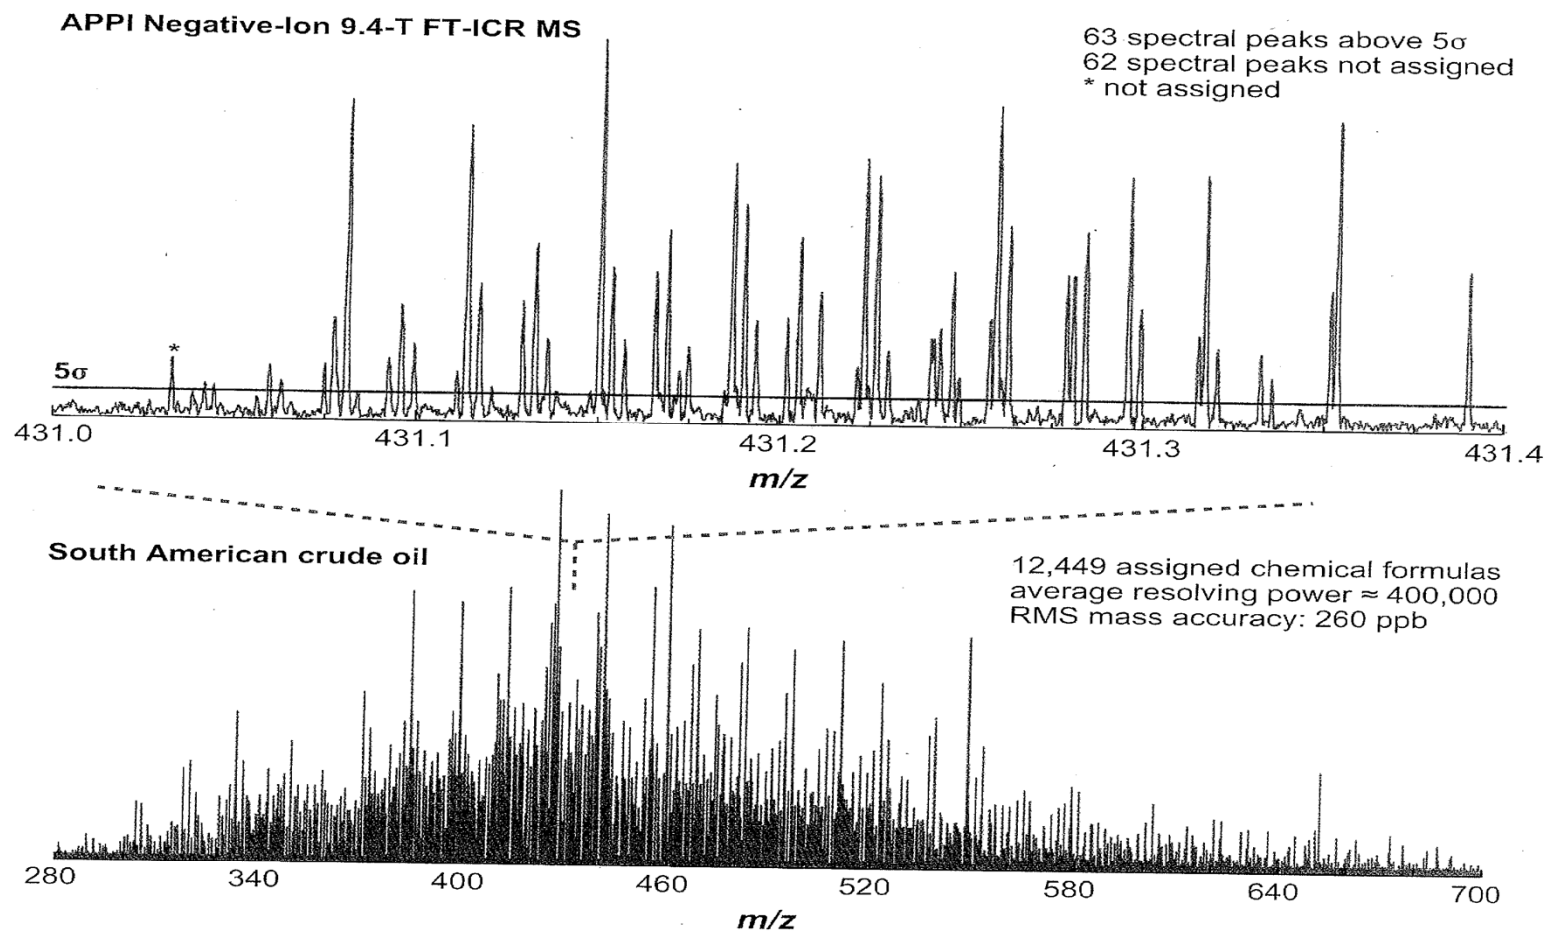 APPI Negative-Ion 9.4-T FT-ICR MS
63 spectral peaks above 5σ
62 spectral peaks not assigned
* not assigned
*
5σ
431.0 431.1 431.2 431.3 431.4
m/z
South American crude oil
12,449 assigned chemical formulas
average resolving power ≈ 400,000
RMS mass accuracy: 260 ppb
280 340 400 460 520 580 640 700
m/z